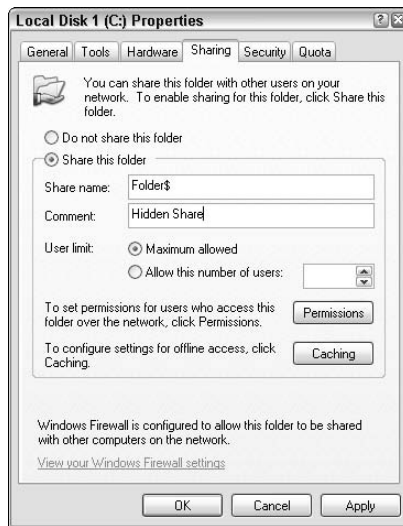 Local Disk 1 (C:) Properties
General Tools Hardware Sharing Security Quota
You can share this folder with other users on your
network. To enable sharing for this folder, click Share this
folder.
Do not share this folder
Share this folder
Share name: Folder$
Comment: Hidden Share
User limit: Maximum allowed
Allow this number of users:
To set permissions for users who access this
folder over the network, click Permissions.
Permissions
To configure settings for offline access, click
Caching.
Caching
Windows Firewall is configured to allow this folder to be shared
with other computers on the network.
View your Windows Firewall settings
OK Cancel Apply